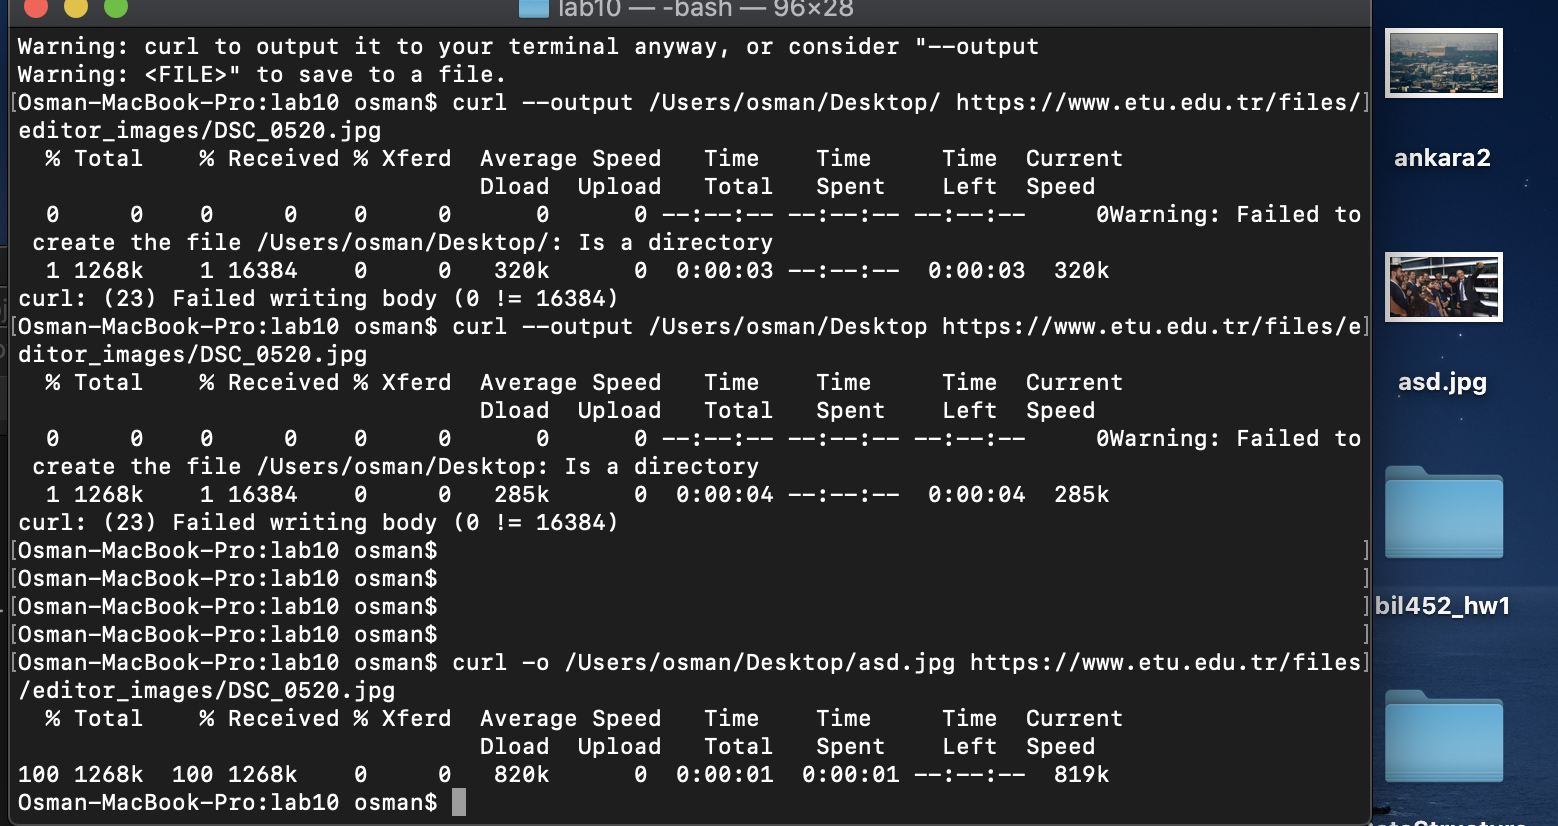 lab10 — -bash — 96×28
Warning: curl to output it to your terminal anyway, or consider "--output
Warning: <FILE>" to save to a file.
[Osman-MacBook-Pro:lab10 osman$ curl --output /Users/osman/Desktop/ https://www.etu.edu.tr/files/]
editor_images/DSC_0520.jpg
% Total % Received % Xferd Average Speed Time Time Time Current
Dload Upload Total Spent Left Speed
0 0 0 0 0 0 0 0 --:--:-- --:--:-- --:--:-- 0Warning: Failed to
create the file /Users/osman/Desktop/: Is a directory
1 1268k 1 16384 0 0 320k 0 0:00:03 --:--:-- 0:00:03 320k
curl: (23) Failed writing body (0 != 16384)
[Osman-MacBook-Pro:lab10 osman$ curl --output /Users/osman/Desktop https://www.etu.edu.tr/files/e]
ditor_images/DSC_0520.jpg
% Total % Received % Xferd Average Speed Time Time Time Current
Dload Upload Total Spent Left Speed
0 0 0 0 0 0 0 0 --:--:-- --:--:-- --:--:-- 0Warning: Failed to
create the file /Users/osman/Desktop: Is a directory
1 1268k 1 16384 0 0 285k 0 0:00:04 --:--:-- 0:00:04 285k
curl: (23) Failed writing body (0 != 16384)
[Osman-MacBook-Pro:lab10 osman$ ]
[Osman-MacBook-Pro:lab10 osman$ ]
[Osman-MacBook-Pro:lab10 osman$ ]
[Osman-MacBook-Pro:lab10 osman$ ]
[Osman-MacBook-Pro:lab10 osman$ curl -o /Users/osman/Desktop/asd.jpg https://www.etu.edu.tr/files]
/editor_images/DSC_0520.jpg
% Total % Received % Xferd Average Speed Time Time Time Current
Dload Upload Total Spent Left Speed
100 1268k 100 1268k 0 0 820k 0 0:00:01 0:00:01 --:--:-- 819k
Osman-MacBook-Pro:lab10 osman$
ankara2
asd.jpg
bil452_hw1